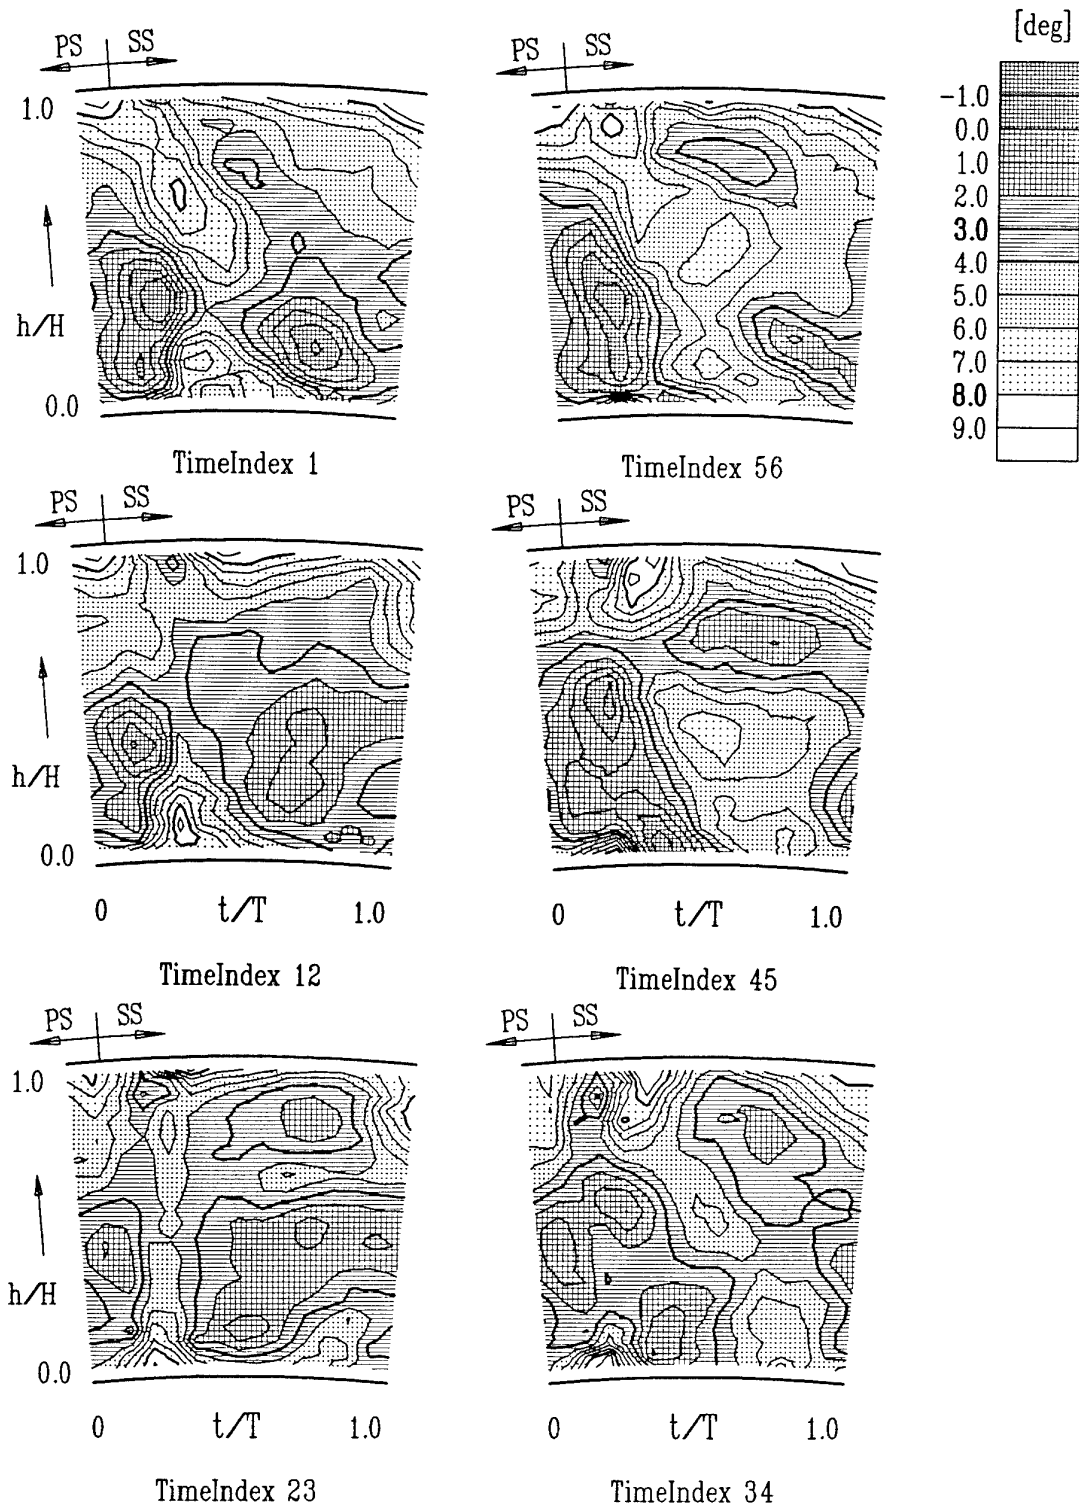 [deg]
-1.0
0.0
1.0
2.0
3.0
4.0
5.0
6.0
7.0
8.0
9.0
PS SS
1.0
h/H
0.0
TimeIndex 1
PS SS
TimeIndex 56
PS SS
1.0
h/H
0.0
0 t/T 1.0
TimeIndex 12
PS SS
0 t/T 1.0
TimeIndex 45
PS SS
1.0
h/H
0.0
0 t/T 1.0
TimeIndex 23
PS SS
0 t/T 1.0
TimeIndex 34